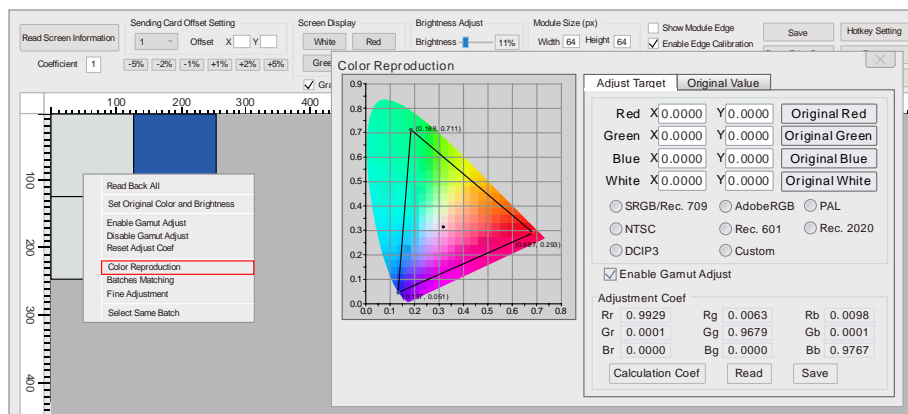 Read Screen Information
Sending Card Offset Setting
1 Offset X Y
Coefficient 1 -5% -2% -1% +1% +2% +5%
Screen Display
White Red
Brightness Adjust
Brightness 11%
Module Size (px)
Width 64 Height 64
Show Module Edge
Enable Edge Calibration
Save
Hotkey Setting
100 200 300 400
100
200
300
400
Read Back All
Set Original Color and Brightness
Enable Gamut Adjust
Disable Gamut Adjust
Reset Adjust Coef
Color Reproduction
Batches Matching
Fine Adjustment
Select Same Batch
Color Reproduction
0.9
0.8
0.7
0.6
0.5
0.4
0.3
0.2
0.1
0.0
0.0 0.1 0.2 0.3 0.4 0.5 0.6 0.7 0.8
(0.188, 0.711)
(0.687, 0.293)
(0.137, 0.051)
Adjust Target Original Value
Red X 0.0000 Y 0.0000 Original Red
Green X 0.0000 Y 0.0000 Original Green
Blue X 0.0000 Y 0.0000 Original Blue
White X 0.0000 Y 0.0000 Original White
SRGB/Rec. 709 AdobeRGB PAL
NTSC Rec. 601 Rec. 2020
DCIP3 Custom
Enable Gamut Adjust
Adjustment Coef
Rr 0.9929 Rg 0.0063 Rb 0.0098
Gr 0.0001 Gg 0.9679 Gb 0.0001
Br 0.0000 Bg 0.0000 Bb 0.9767
Calculation Coef Read Save